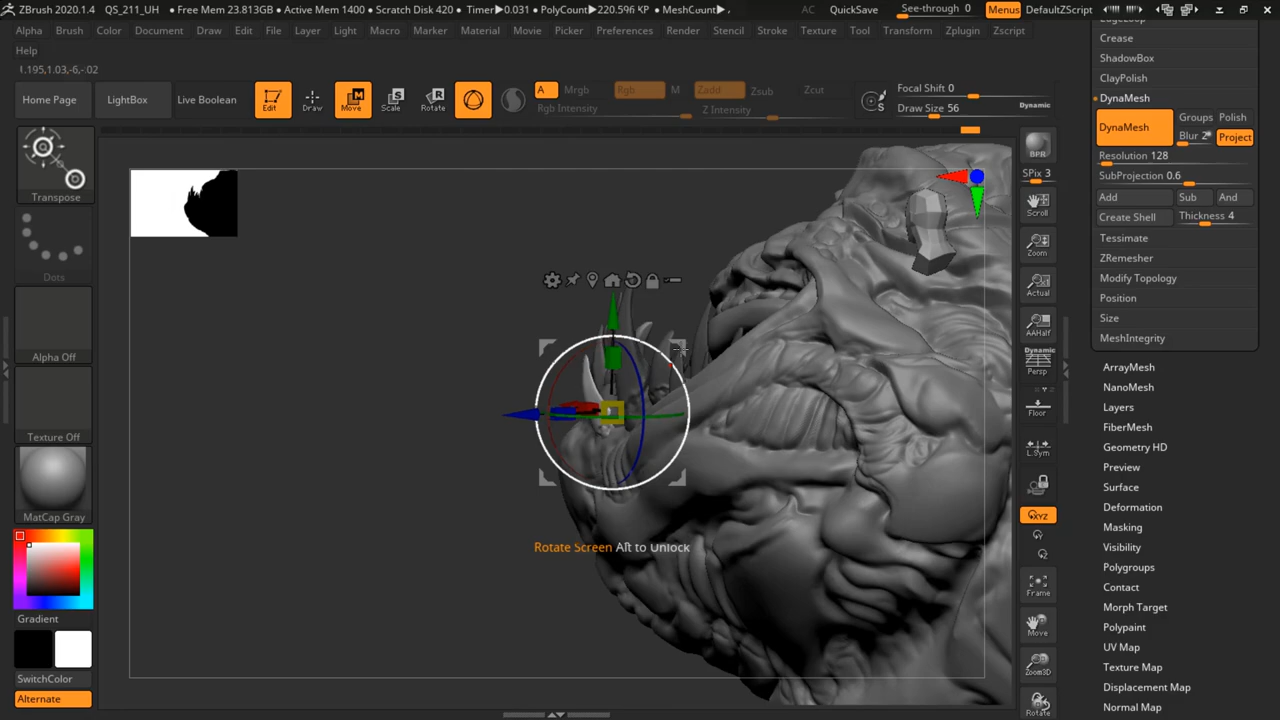 ZBrush 2020.1.4 QS_211_UH • Free Mem 23.813GB • Active Mem 1400 • Scratch Disk 420 • Timer▶0.031 • PolyCount▶220.596 KP • MeshCount▶ AC QuickSave See-through 0 Menus DefaultZScript
Alpha Brush Color Document Draw Edit File Layer Light Macro Marker Material Movie Picker Preferences Render Stencil Stroke Texture Tool Transform Zplugin Zscript
Help
1.195,1.03,-6,-.02
Home Page LightBox Live Boolean Edit Draw Move Scale Rotate A Mrgb Rgb M Zadd Zsub Zcut Focal Shift 0
Rgb Intensity Z Intensity Draw Size 56 Dynamic
Transpose
Dots
Alpha Off
Texture Off
MatCap Gray
Gradient
SwitchColor
Alternate
Rotate Screen Alt to Unlock
BPR
SPix 3
Scroll
Zoom
Actual
AAHalf
Dynamic
Persp
Floor
L.Sym
XYZ
Frame
Move
Zoom3D
Rotate
EdgeLoop
Crease
ShadowBox
ClayPolish
DynaMesh
DynaMesh Groups Polish
Blur 2 Project
Resolution 128
SubProjection 0.6
Add Sub And
Create Shell Thickness 4
Tessimate
ZRemesher
Modify Topology
Position
Size
MeshIntegrity
ArrayMesh
NanoMesh
Layers
FiberMesh
Geometry HD
Preview
Surface
Deformation
Masking
Visibility
Polygroups
Contact
Morph Target
Polypaint
UV Map
Texture Map
Displacement Map
Normal Map